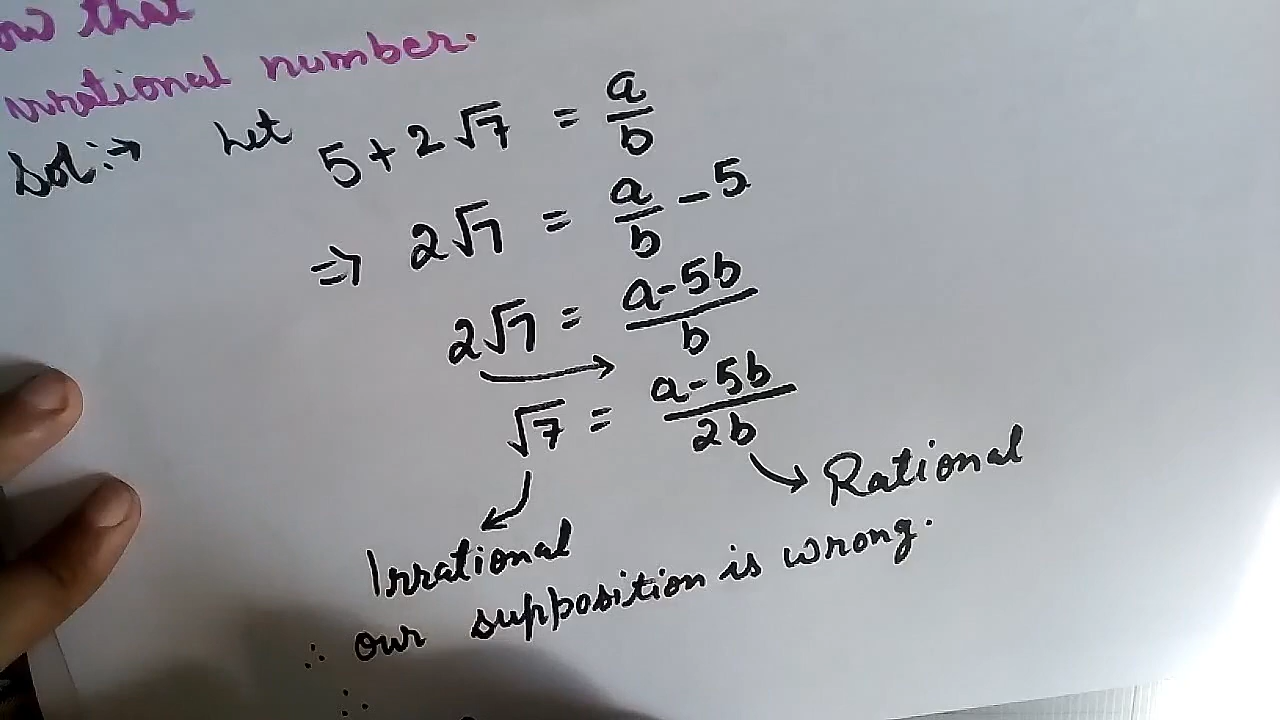 that
irrational number.
Sol:→ Let 5+2√7 = a/b
⇒ 2√7 = a/b - 5
2√7 = a-5b/b
√7 = a-5b/2b
→ Rational
Irrational
∴ our supposition is wrong.
∴